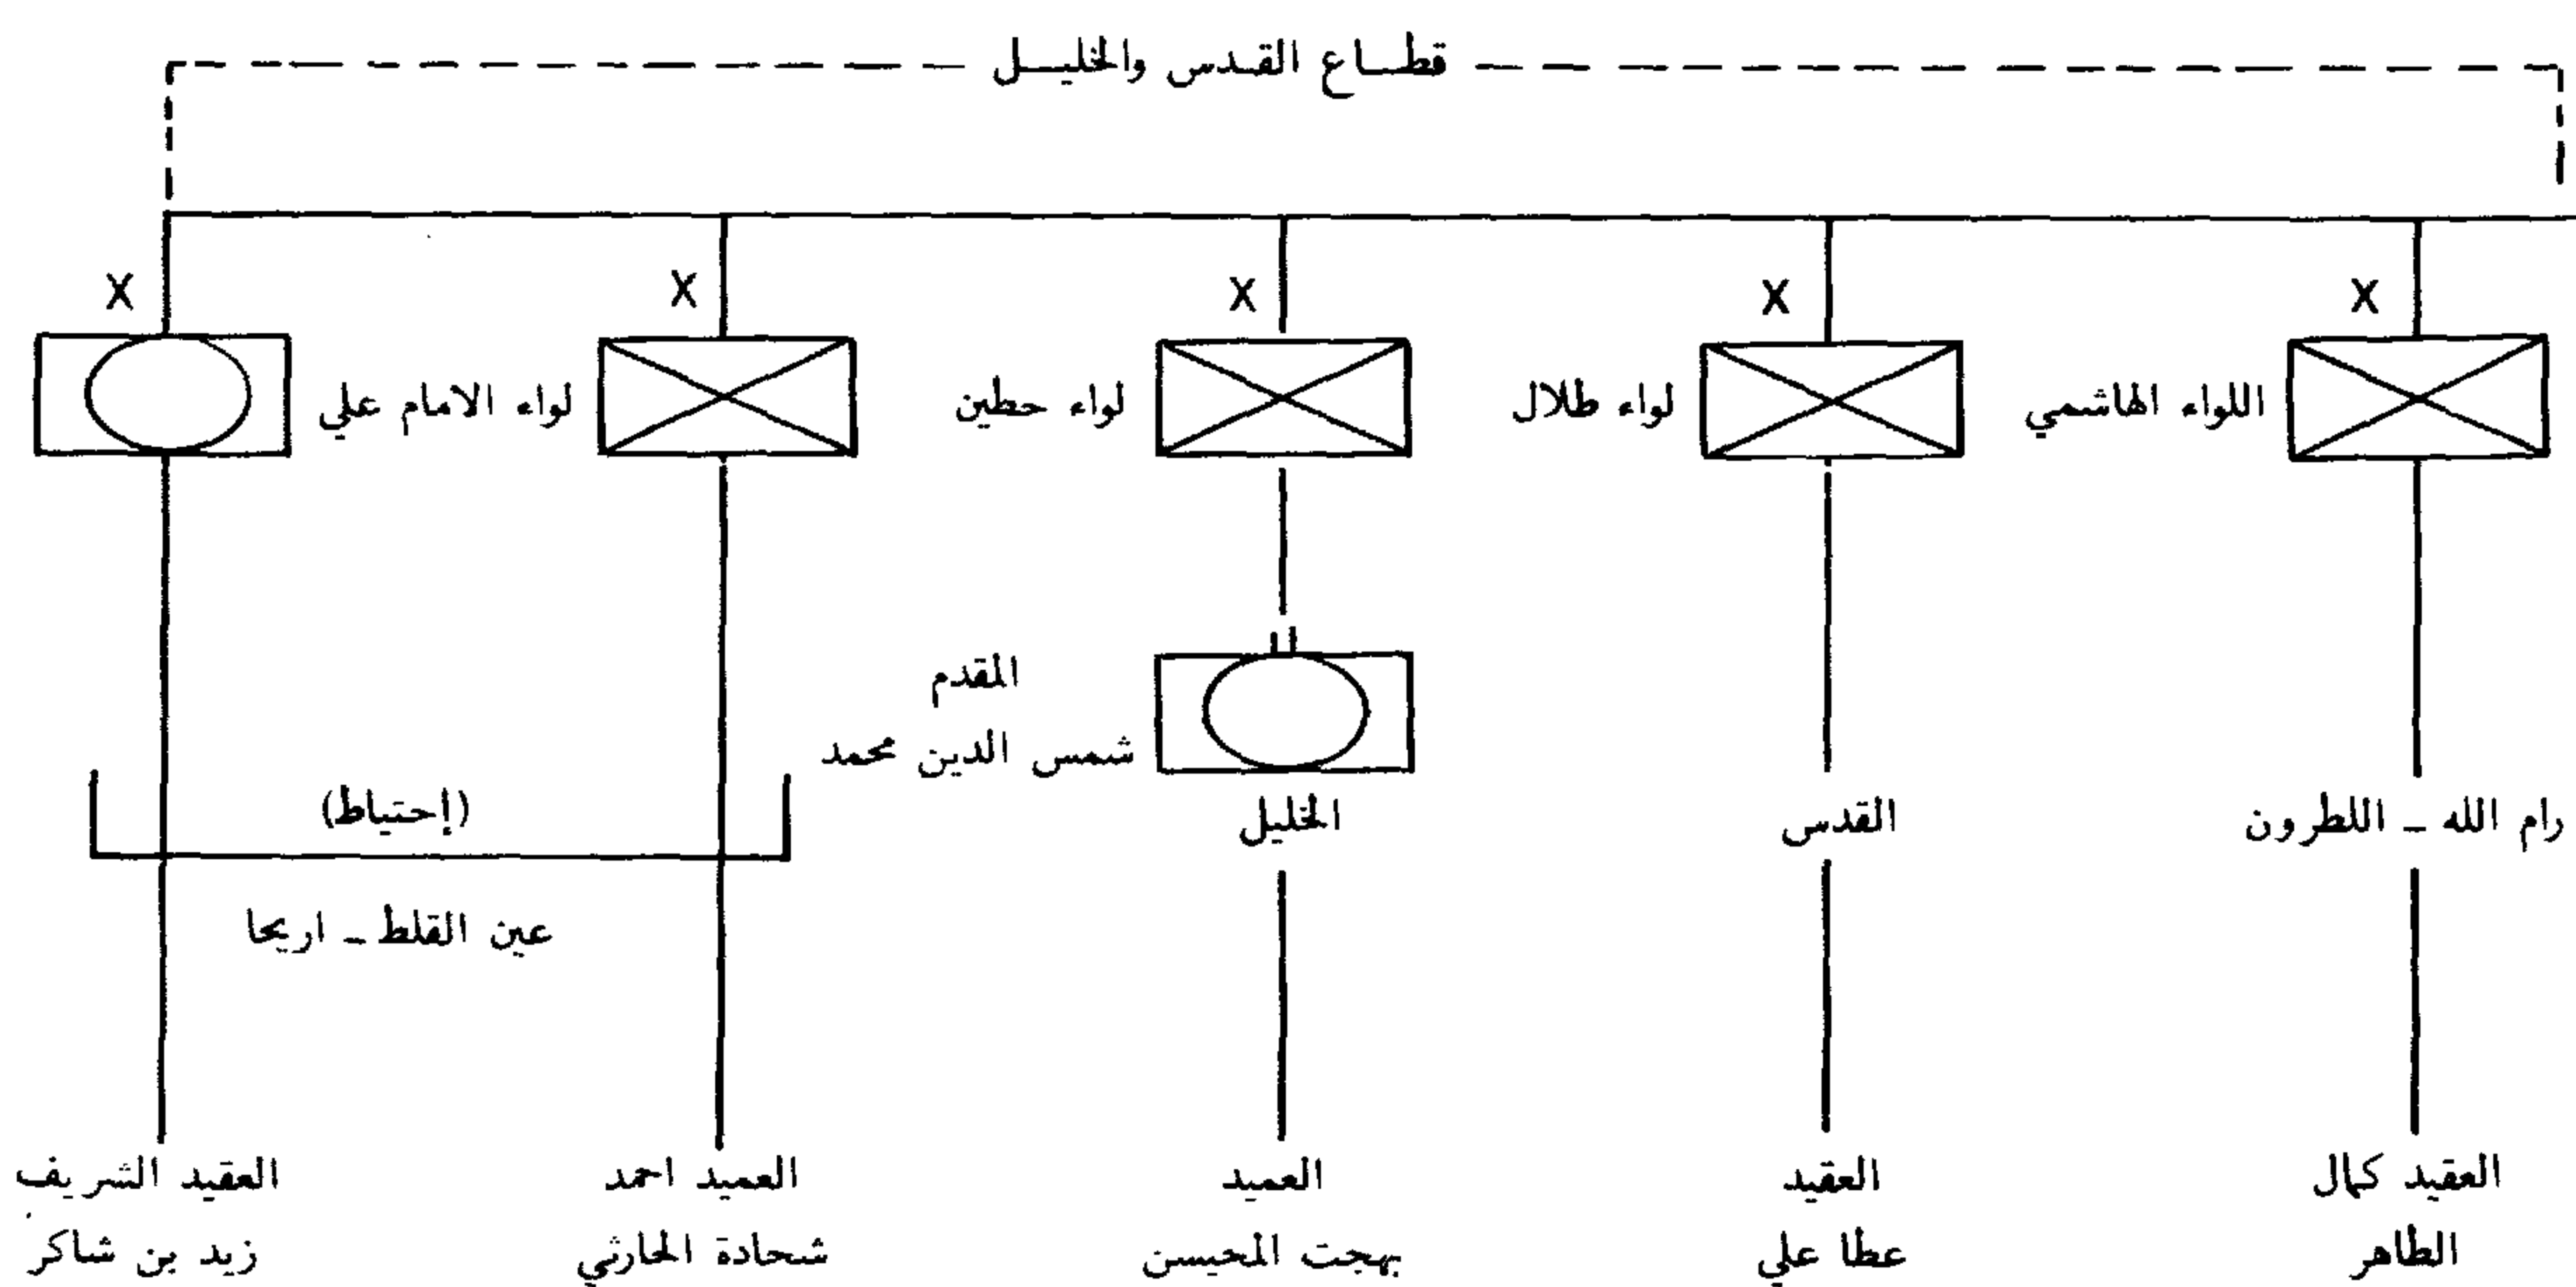 قطاع القدس والخليل
X
X
X
X
X
اللواء الهاشمي
لواء طلال
لواء حطين
لواء الامام علي
المقدم
شمس الدين محمد
رام الله - اللطرون
القدس
الخليل
(إحتياط)
عين القلط - اريحا
العقيد كمال
الطاهر
العقيد
عطا علي
العميد
بهجت المحيسن
العميد احمد
شحادة الحارثي
العقيد الشريف
زيد بن شاكر